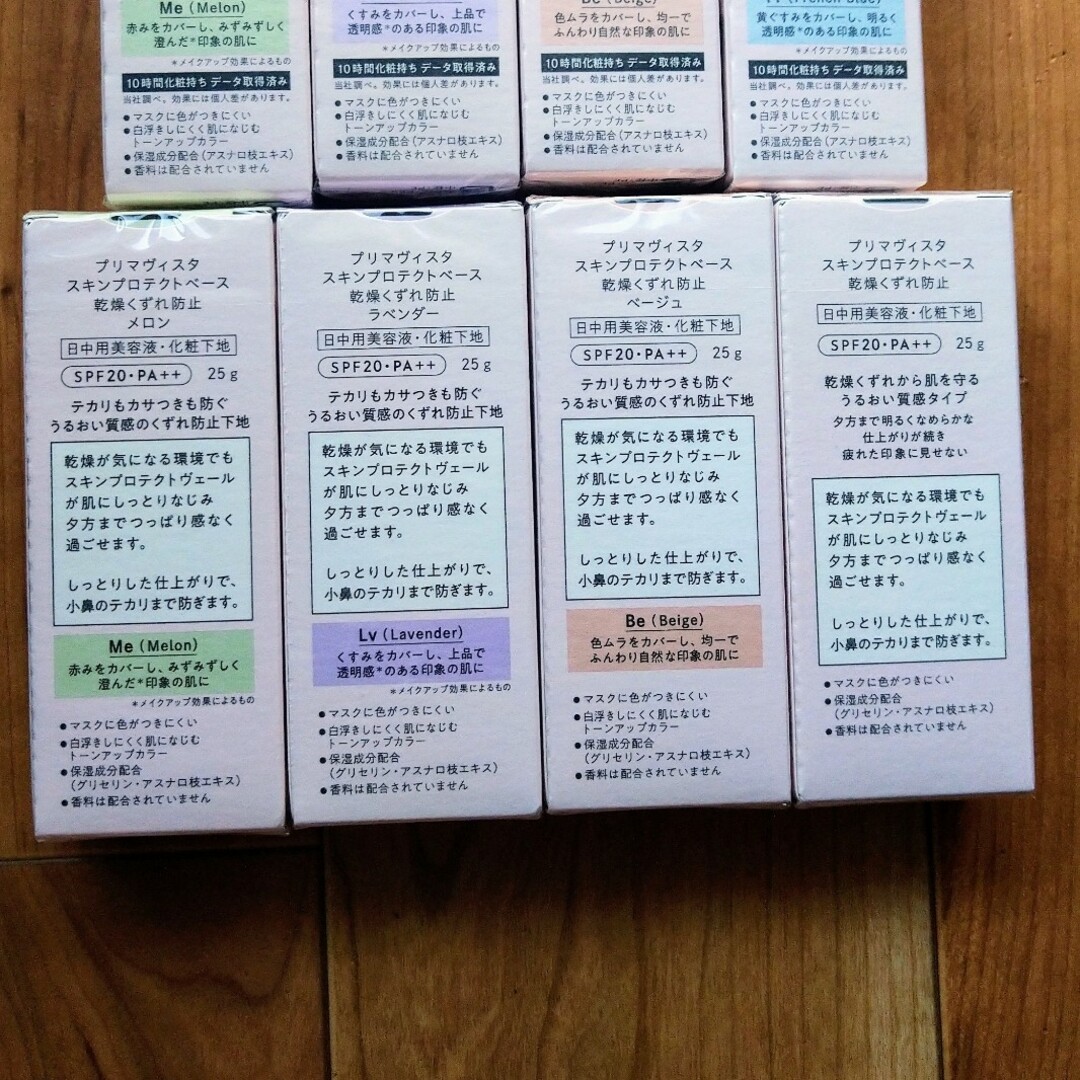 Me (Melon)
赤みをカバーし、みずみずしく
澄んだ*印象の肌に
*メイクアップ効果によるもの
10時間化粧持ち データ取得済み
当社調べ。効果には個人差があります。
●マスクに色がつきにくい
●白浮きしにくく肌になじむ
トーンアップカラー
●保湿成分配合(アスナロ枝エキス)
●香料は配合されていません
くすみをカバーし、上品で
透明感*のある印象の肌に
*メイクアップ効果によるもの
10時間化粧持ち データ取得済み
当社調べ。効果には個人差があります。
●マスクに色がつきにくい
●白浮きしにくく肌になじむ
トーンアップカラー
●保湿成分配合(アスナロ枝エキス)
●香料は配合されていません
Be (Beige)
色ムラをカバーし、均一で
ふんわり自然な印象の肌に
10時間化粧持ち データ取得済み
当社調べ。効果には個人差があります。
●マスクに色がつきにくい
●白浮きしにくく肌になじむ
トーンアップカラー
●保湿成分配合(アスナロ枝エキス)
●香料は配合されていません
黄ぐすみをカバーし、明るく
透明感*のある印象の肌に
*メイクアップ効果によるもの
10時間化粧持ち データ取得済み
当社調べ。効果には個人差があります。
●マスクに色がつきにくい
●白浮きしにくく肌になじむ
トーンアップカラー
●保湿成分配合(アスナロ枝エキス)
●香料は配合されていません
プリマヴィスタ
スキンプロテクトベース
乾燥くずれ防止
メロン
日中用美容液・化粧下地
SPF20・PA++ 25g
テカリもカサつきも防ぐ
うるおい質感のくずれ防止下地
乾燥が気になる環境でも
スキンプロテクトヴェール
が肌にしっとりなじみ
夕方までつっぱり感なく
過ごせます。
しっとりした仕上がりで、
小鼻のテカリまで防ぎます。
Me (Melon)
赤みをカバーし、みずみずしく
澄んだ*印象の肌に
*メイクアップ効果によるもの
●マスクに色がつきにくい
●白浮きしにくく肌になじむ
トーンアップカラー
●保湿成分配合
(グリセリン・アスナロ枝エキス)
●香料は配合されていません
プリマヴィスタ
スキンプロテクトベース
乾燥くずれ防止
ラベンダー
日中用美容液・化粧下地
SPF20・PA++ 25g
テカリもカサつきも防ぐ
うるおい質感のくずれ防止下地
乾燥が気になる環境でも
スキンプロテクトヴェール
が肌にしっとりなじみ
夕方までつっぱり感なく
過ごせます。
しっとりした仕上がりで、
小鼻のテカリまで防ぎます。
Lv (Lavender)
くすみをカバーし、上品で
透明感*のある印象の肌に
*メイクアップ効果によるもの
●マスクに色がつきにくい
●白浮きしにくく肌になじむ
トーンアップカラー
●保湿成分配合
(グリセリン・アスナロ枝エキス)
●香料は配合されていません
プリマヴィスタ
スキンプロテクトベース
乾燥くずれ防止
ベージュ
日中用美容液・化粧下地
SPF20・PA++ 25g
テカリもカサつきも防ぐ
うるおい質感のくずれ防止下地
乾燥が気になる環境でも
スキンプロテクトヴェール
が肌にしっとりなじみ
夕方までつっぱり感なく
過ごせます。
しっとりした仕上がりで、
小鼻のテカリまで防ぎます。
Be (Beige)
色ムラをカバーし、均一で
ふんわり自然な印象の肌に
●マスクに色がつきにくい
●白浮きしにくく肌になじむ
トーンアップカラー
●保湿成分配合
(グリセリン・アスナロ枝エキス)
●香料は配合されていません
プリマヴィスタ
スキンプロテクトベース
乾燥くずれ防止
日中用美容液・化粧下地
SPF20・PA++ 25g
乾燥くずれから肌を守る
うるおい質感タイプ
夕方まで明るくなめらかな
仕上がりが続き
疲れた印象に見せない
乾燥が気になる環境でも
スキンプロテクトヴェール
が肌にしっとりなじみ
夕方までつっぱり感なく
過ごせます。
しっとりした仕上がりで、
小鼻のテカリまで防ぎます。
●マスクに色がつきにくい
●保湿成分配合
(グリセリン・アスナロ枝エキス)
●香料は配合されていません